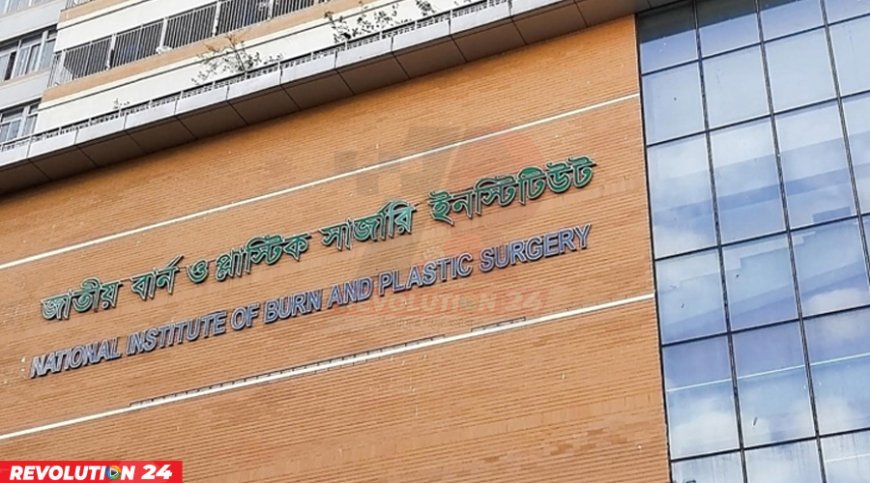 জাতীয় বার্ন ও প্লাস্টিক সার্জারি ইনস্টিটিউট
NATIONAL INSTITUTE OF BURN AND PLASTIC SURGERY
REVOLUTION 24
REVOLUTION 24